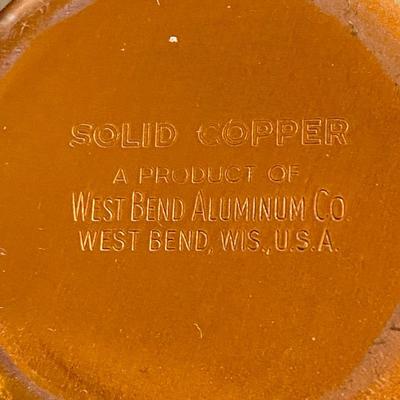 SOLID COPPER
A PRODUCT OF
WEST BEND ALUMINUM CO.
WEST BEND, WIS., U.S.A.